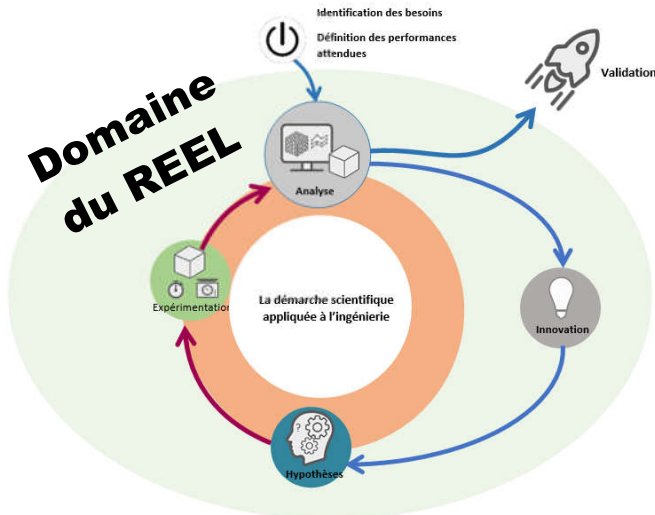 Identification des besoins
Définition des performances
attendues
Validation
Domaine
du REEL
Analyse
Expérimentation
La démarche scientifique
appliquée à l'ingénierie
Innovation
?
Hypothèses